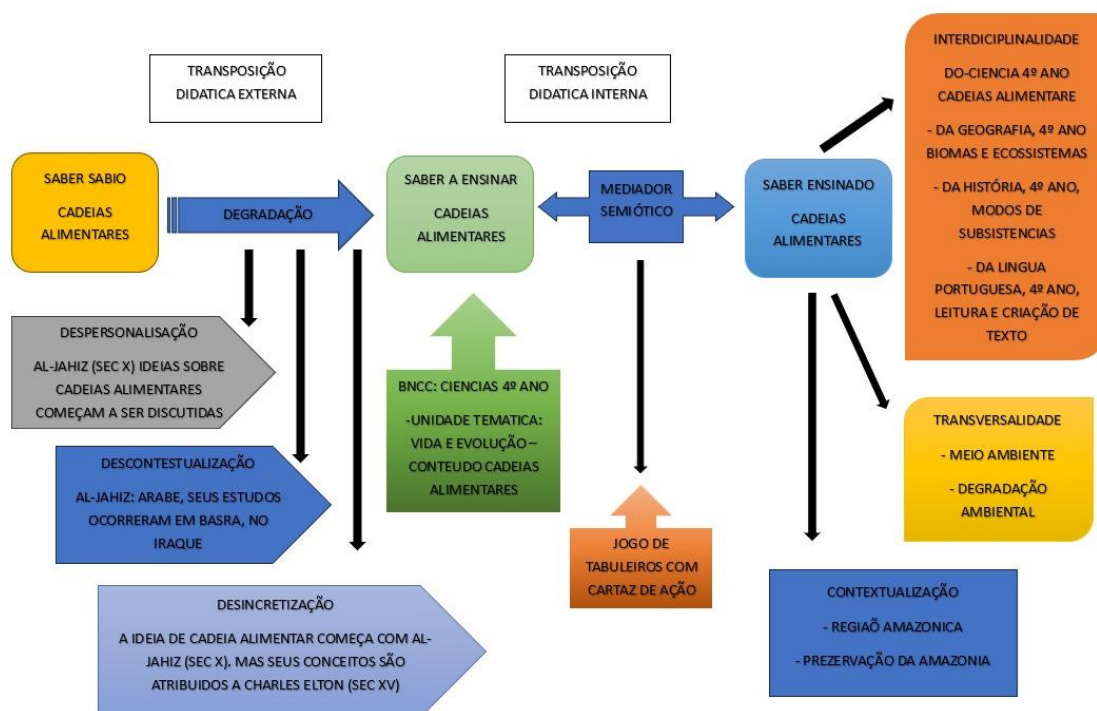 TRANSPOSIÇÃO
DIDATICA EXTERNA
TRANSPOSIÇÃO
DIDATICA INTERNA
SABER SABIO
CADEIAS
ALIMENTARES
DEGRADAÇÃO
SABER A ENSINAR
CADEIAS
ALIMENTARES
MEDIADOR
SEMIÓTICO
SABER ENSINADO
CADEIAS
ALIMENTARES
INTERDICIPLINALIDADE
DO-CIENCIA 4º ANO
CADEIAS ALIMENTARE
- DA GEOGRAFIA, 4º ANO
BIOMAS E ECOSSISTEMAS
- DA HISTÓRIA, 4º ANO,
MODOS DE
SUBSISTENCIAS
- DA LINGUA
PORTUGUESA, 4º ANO,
LEITURA E CRIAÇÃO DE
TEXTO
DESPERSONALISAÇÃO
AL-JAHIZ (SEC X) IDEIAS SOBRE
CADEIAS ALIMENTARES
COMEÇAM A SER DISCUTIDAS
DESCONTESTUALIZAÇÃO
AL-JAHIZ: ARABE, SEUS ESTUDOS
OCORRERAM EM BASRA, NO
IRAQUE
DESINCRETIZAÇÃO
A IDEIA DE CADEIA ALIMENTAR COMEÇA COM AL-
JAHIZ (SEC X). MAS SEUS CONCEITOS SÃO
ATRIBUIDOS A CHARLES ELTON (SEC XV)
BNCC: CIENCIAS 4º ANO
-UNIDADE TEMATICA:
VIDA E EVOLUÇÃO –
CONTEUDO CADEIAS
ALIMENTARES
JOGO DE
TABULEIROS COM
CARTAZ DE AÇÃO
TRANSVERSALIDADE
- MEIO AMBIENTE
- DEGRADAÇÃO
AMBIENTAL
CONTEXTUALIZAÇÃO
- REGIAÕ AMAZONICA
- PREZERVAÇÃO DA AMAZONIA